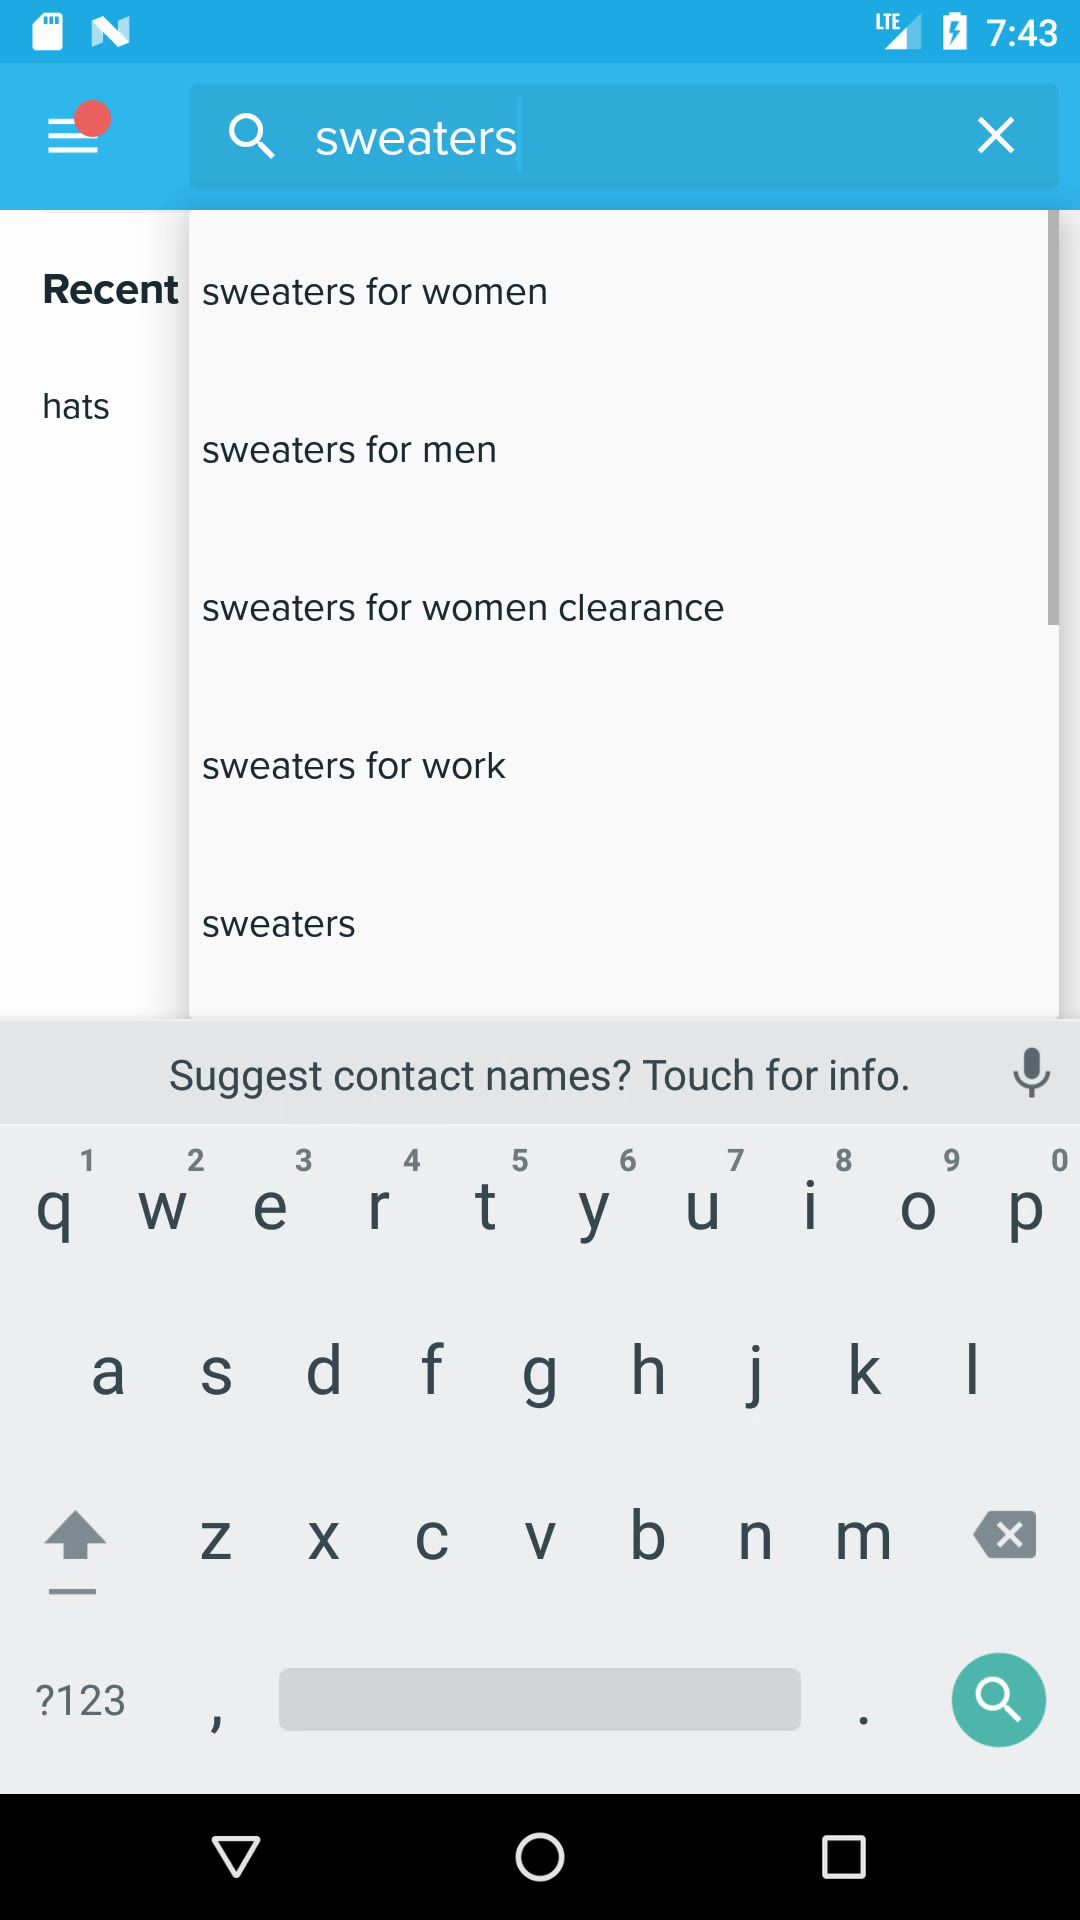 LTE 7:43
sweaters
Recent
hats
sweaters for women
sweaters for men
sweaters for women clearance
sweaters for work
sweaters
Suggest contact names? Touch for info.
1 2 3 4 5 6 7 8 9 0
q w e r t y u i o p
a s d f g h j k l
z x c v b n m
?123 , .